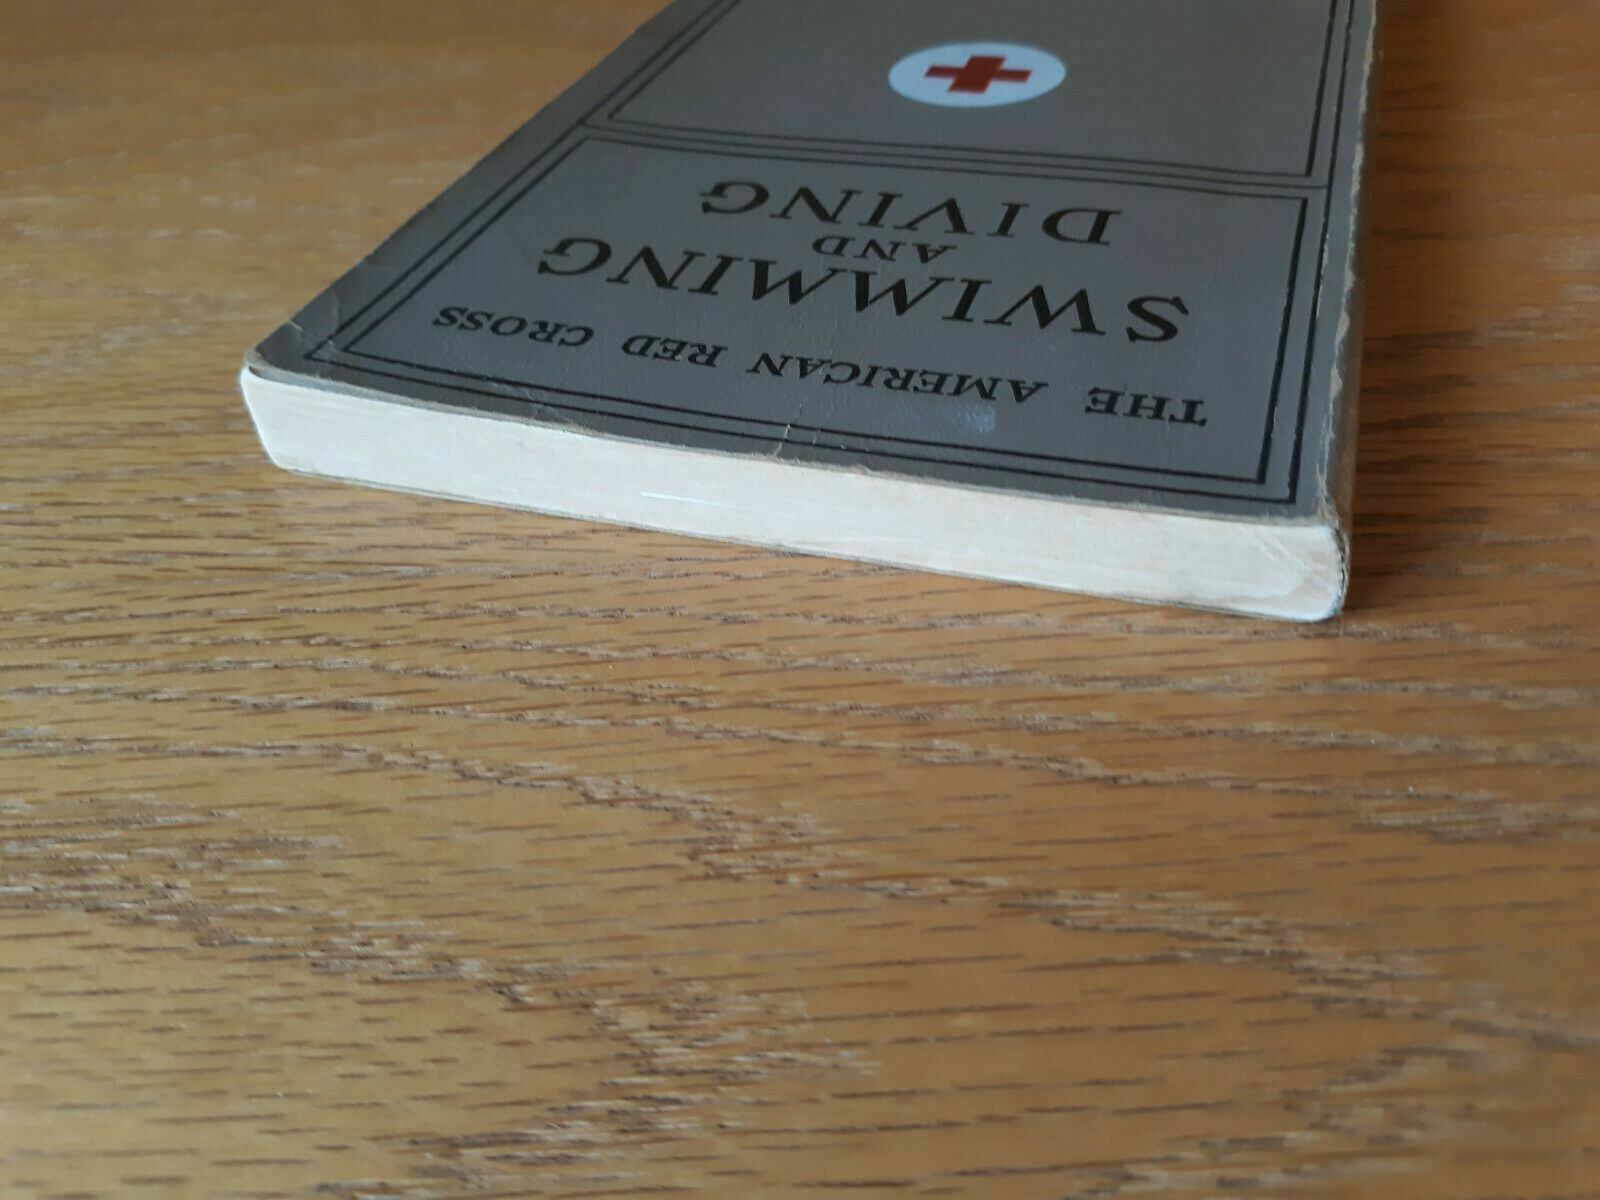 THE AMERICAN RED CROSS
SWIMMING
AND
DIVING